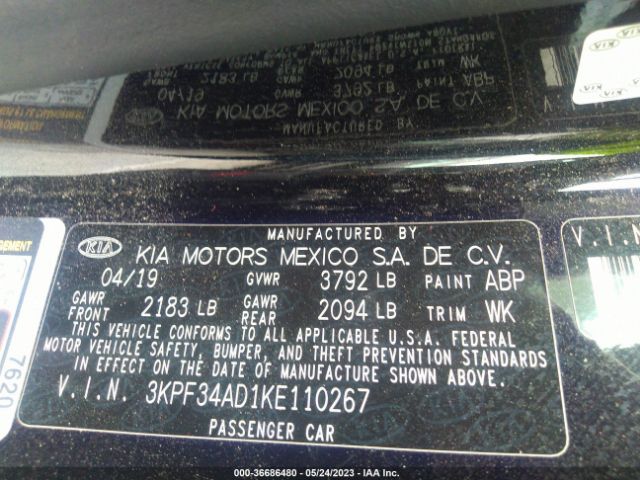 MANUFACTURED BY
KIA KIA MOTORS MEXICO S.A. DE C.V.
04/19 GVWR 3792 LB PAINT ABP
GAWR FRONT 2183 LB GAWR REAR 2094 LB TRIM WK
THIS VEHICLE CONFORMS TO ALL APPLICABLE U.S.A. FEDERAL
MOTOR VEHICLE SAFETY, BUMPER, AND THEFT PREVENTION STANDARDS
IN EFFECT ON THE DATE OF MANUFACTURE SHOWN ABOVE.
V.I.N. 3KPF34AD1KE110267
PASSENGER CAR
7620
V.I.N.
000-36686480 - 05/24/2023 - IAA Inc.